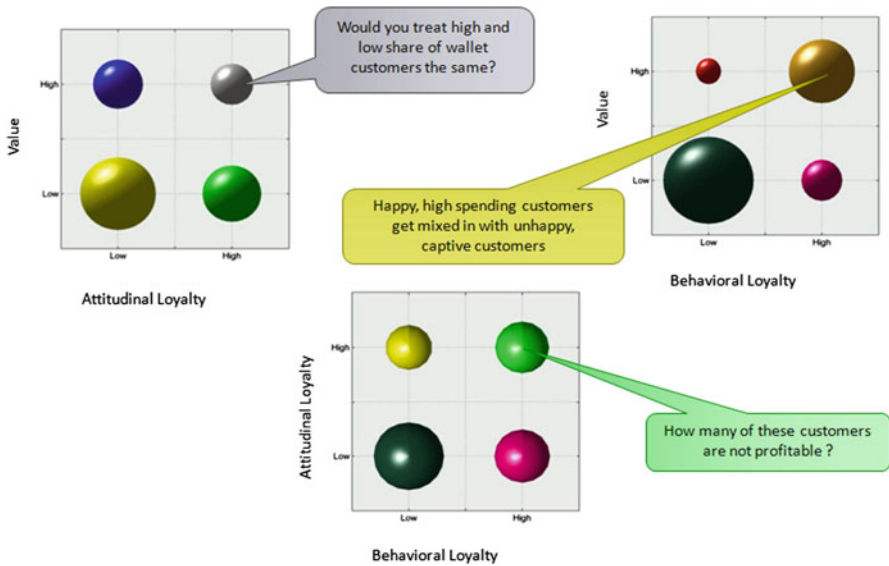 Would you treat high and
low share of wallet
customers the same?
Value
High
Low
Low
High
Attitudinal Loyalty
Value
High
Low
Low
High
Behavioral Loyalty
Happy, high spending customers
get mixed in with unhappy,
captive customers
Attitudinal Loyalty
High
Low
Low
High
Behavioral Loyalty
How many of these customers
are not profitable ?